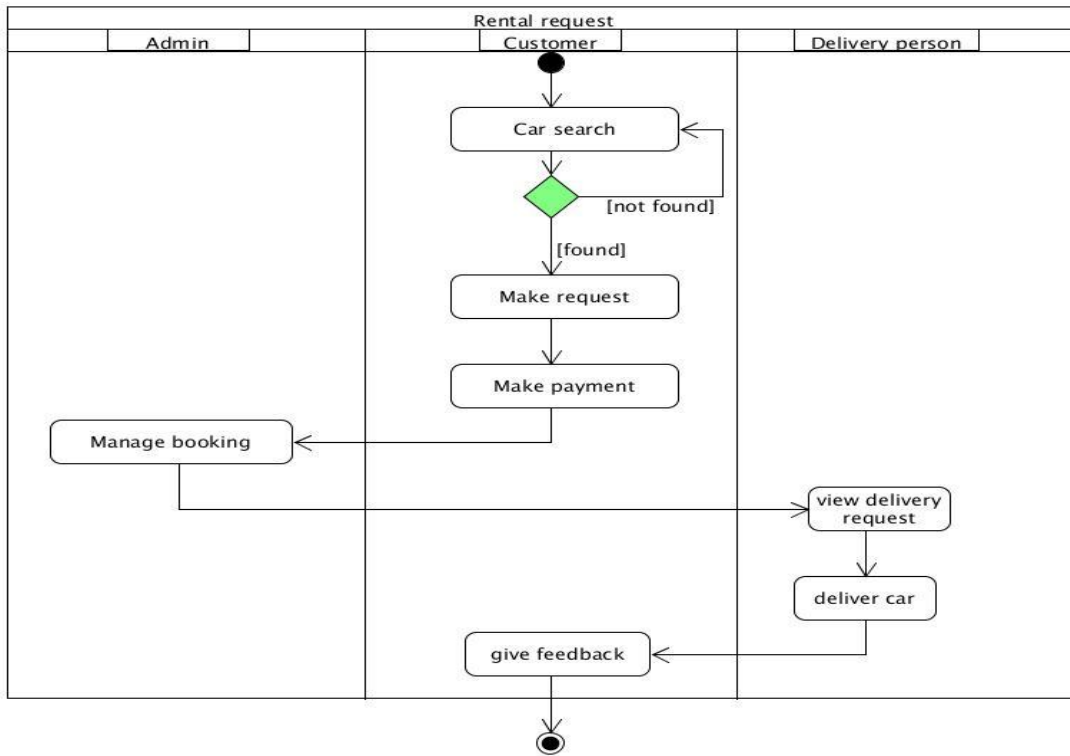 Rental request
Admin
Customer
Delivery person
Car search
[not found]
[found]
Make request
Make payment
Manage booking
view delivery
request
deliver car
give feedback